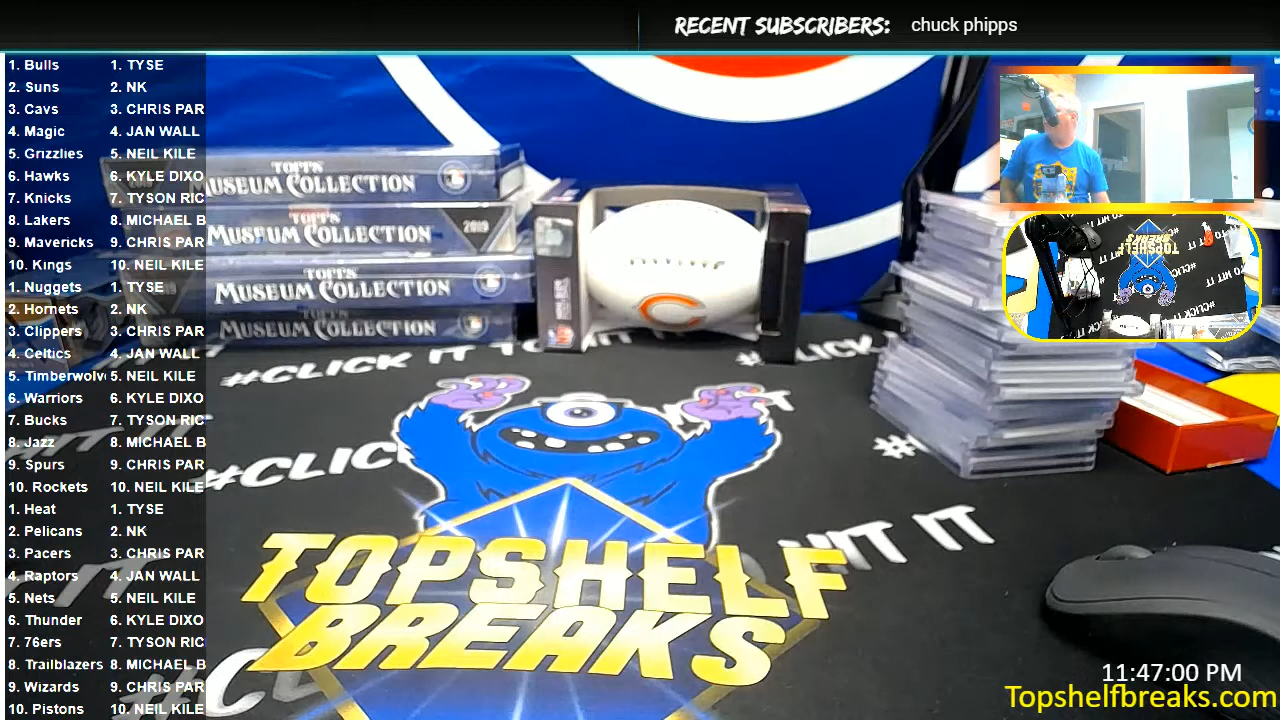 RECENT SUBSCRIBERS: chuck phipps
1. Bulls 1. TYSE
2. Suns 2. NK
3. Cavs 3. CHRIS PAR
4. Magic 4. JAN WALL
5. Grizzlies 5. NEIL KILE
6. Hawks 6. KYLE DIXO
7. Knicks 7. TYSON RIC
8. Lakers 8. MICHAEL B
9. Mavericks 9. CHRIS PAR
10. Kings 10. NEIL KILE
1. Nuggets 1. TYSE
2. Hornets 2. NK
3. Clippers 3. CHRIS PAR
4. Celtics 4. JAN WALL
5. Timberwolv 5. NEIL KILE
6. Warriors 6. KYLE DIXO
7. Bucks 7. TYSON RIC
8. Jazz 8. MICHAEL B
9. Spurs 9. CHRIS PAR
10. Rockets 10. NEIL KILE
1. Heat 1. TYSE
2. Pelicans 2. NK
3. Pacers 3. CHRIS PAR
4. Raptors 4. JAN WALL
5. Nets 5. NEIL KILE
6. Thunder 6. KYLE DIXO
7. 76ers 7. TYSON RIC
8. Trailblazers 8. MICHAEL B
9. Wizards 9. CHRIS PAR
10. Pistons 10. NEIL KILE
TOPPS
MUSEUM COLLECTION
TOPPS
MUSEUM COLLECTION 2019
TOPPS
MUSEUM COLLECTION
MUSEUM COLLECTION
#CLICK IT TO HIT IT
#CLICK
#CLICK
HIT IT
TOPSHELF
BREAKS
TOPSHELF
BREAKS
11:47:00 PM
Topshelfbreaks.com